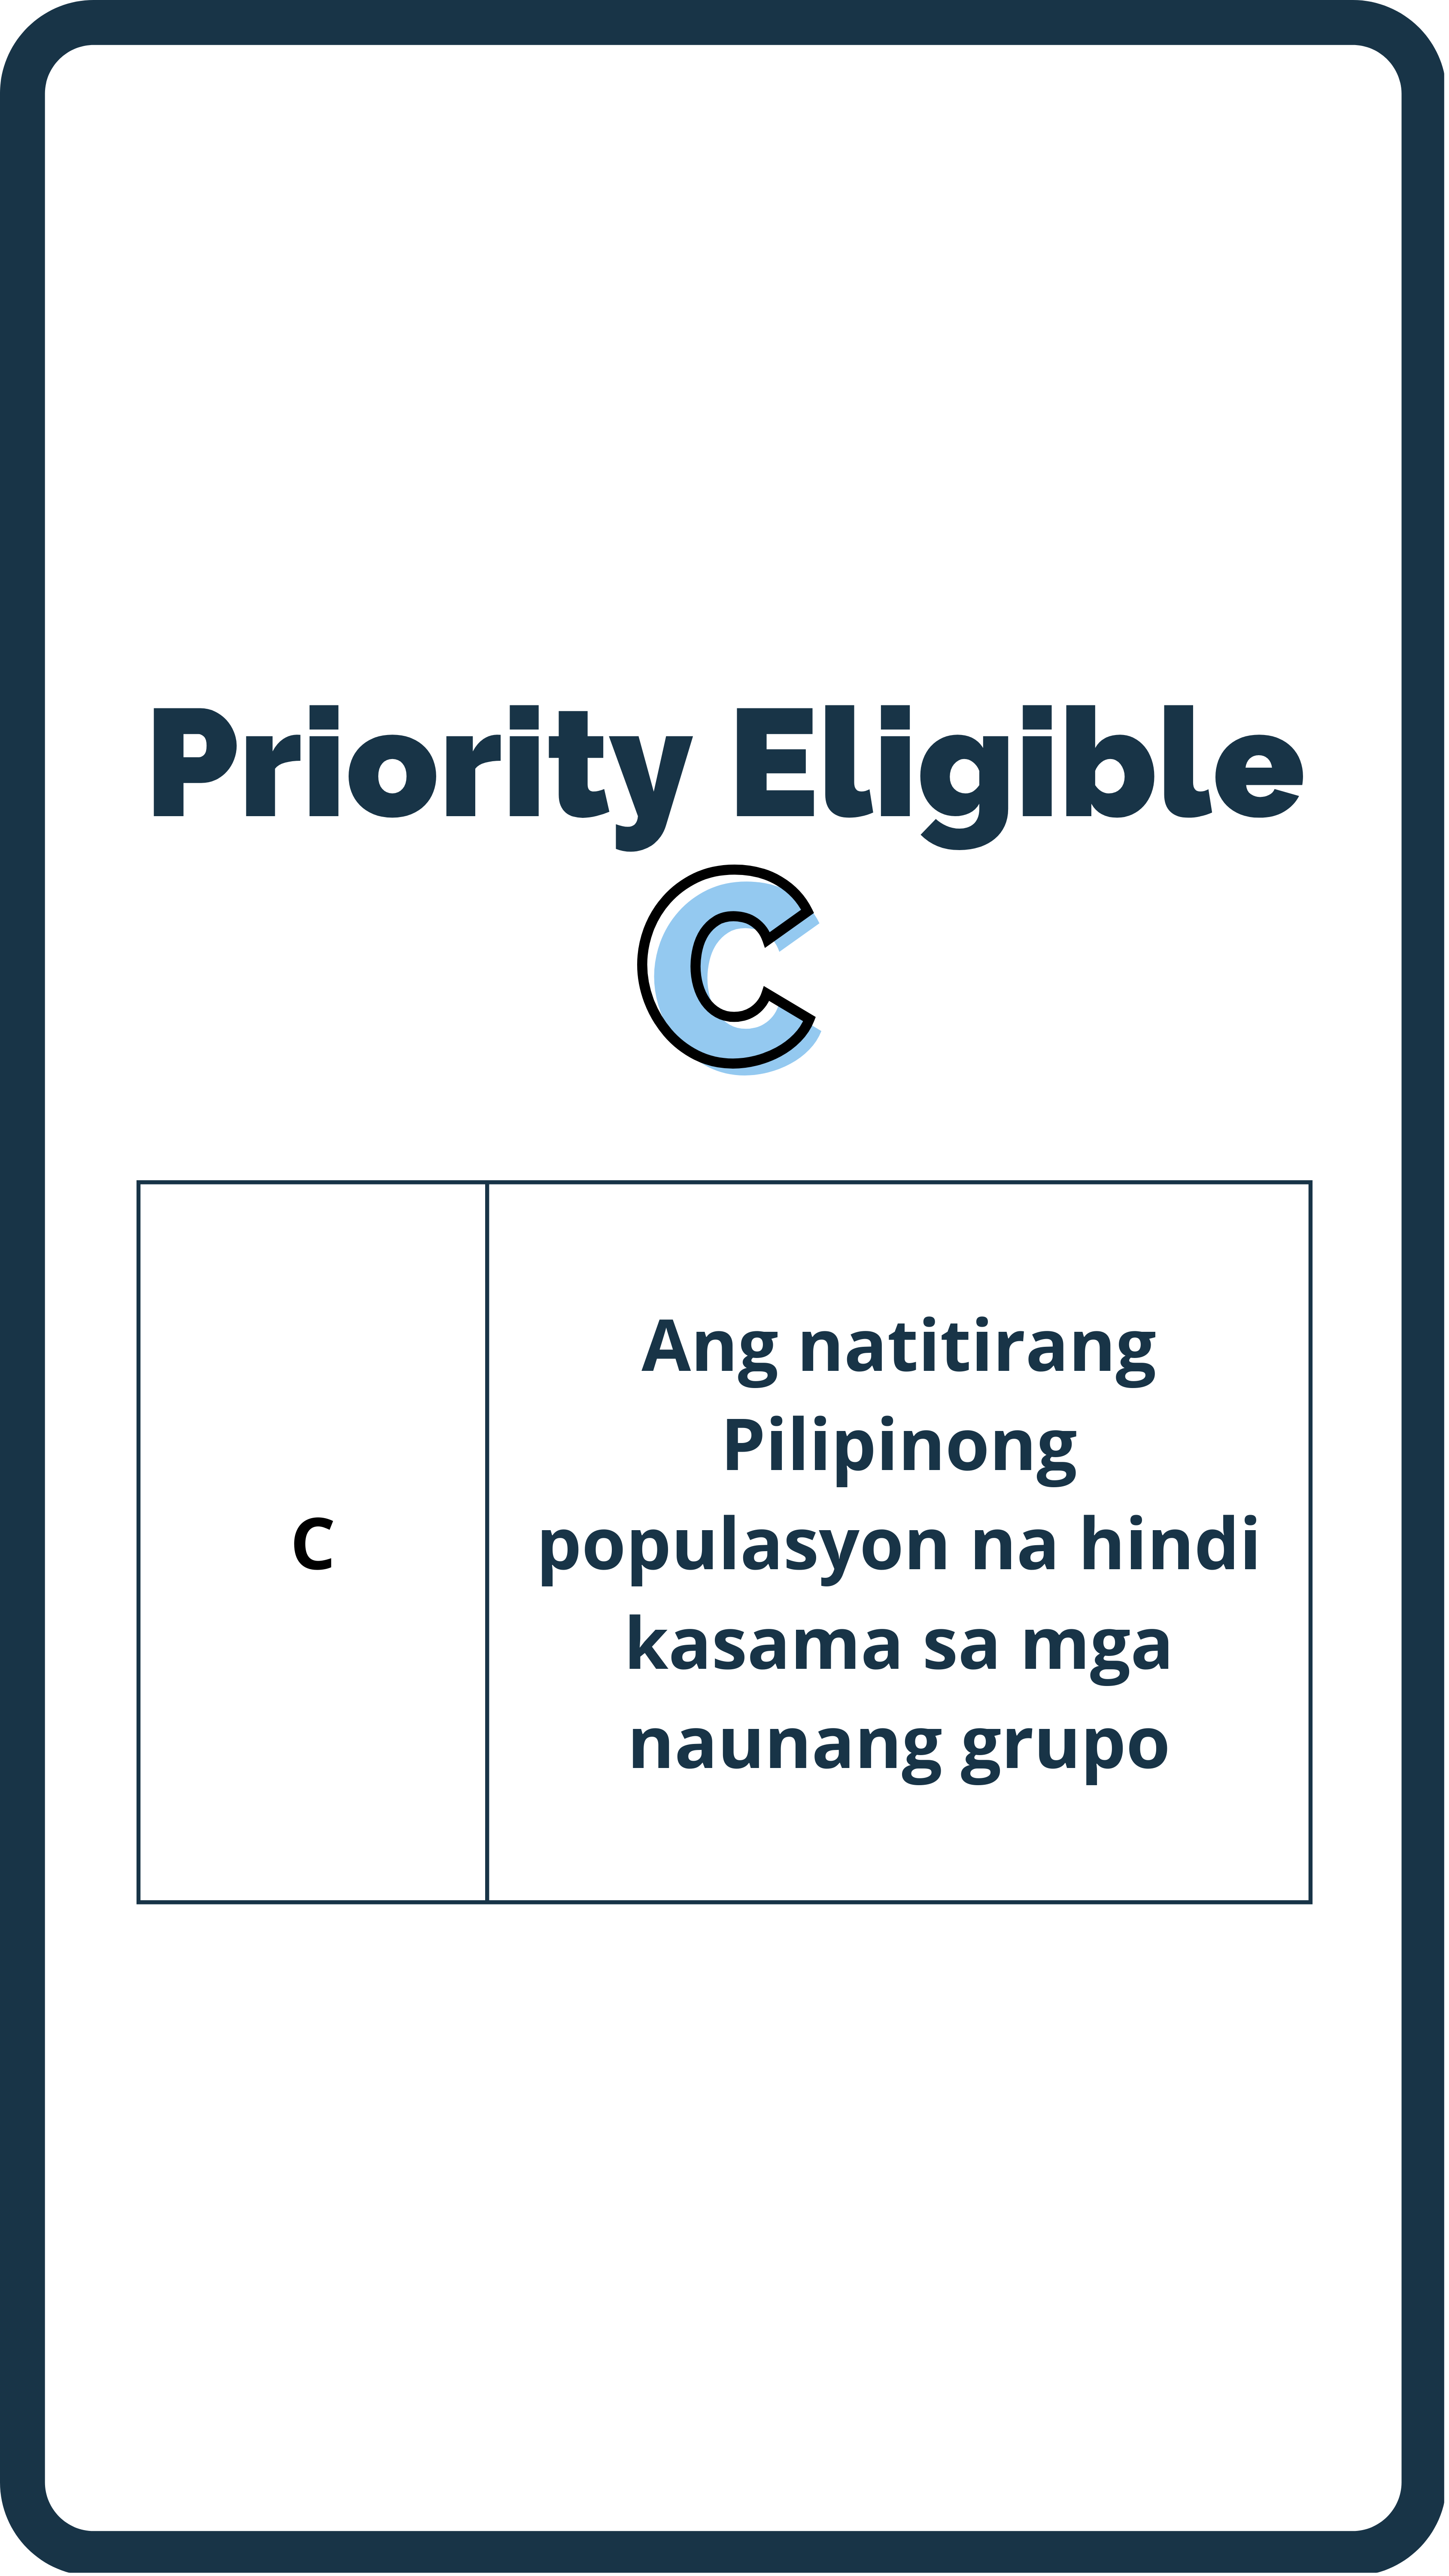 Priority Eligible
C
C
Ang natitirang
Pilipinong
populasyon na hindi
kasama sa mga
naunang grupo